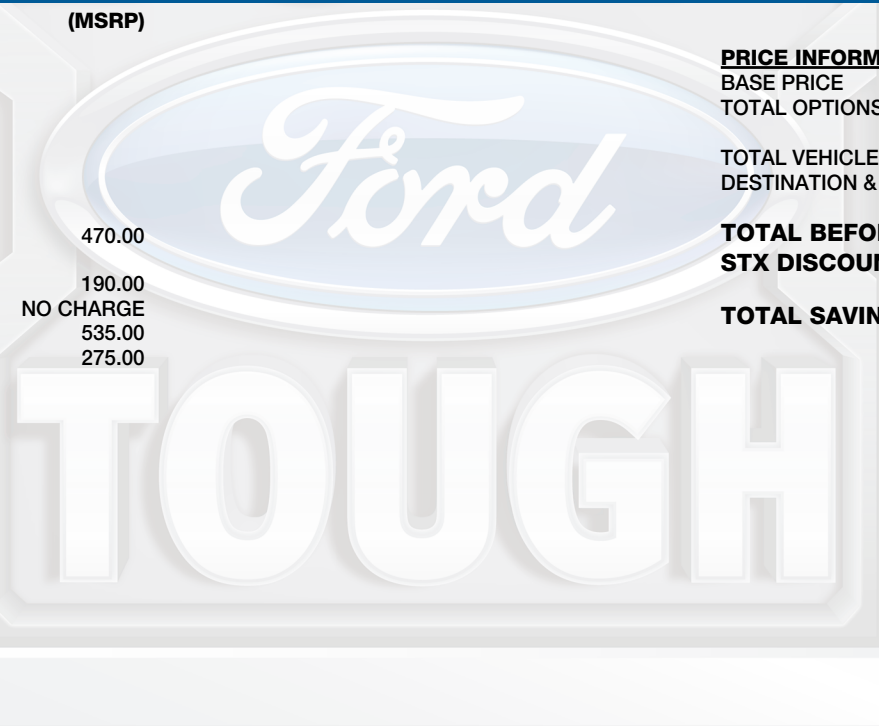 (MSRP)
470.00
190.00
NO CHARGE
535.00
275.00
PRICE INFORM
BASE PRICE
TOTAL OPTIONS
TOTAL VEHICLE
DESTINATION &
TOTAL BEFO
STX DISCOU
TOTAL SAVIN
Ford
TOUGH